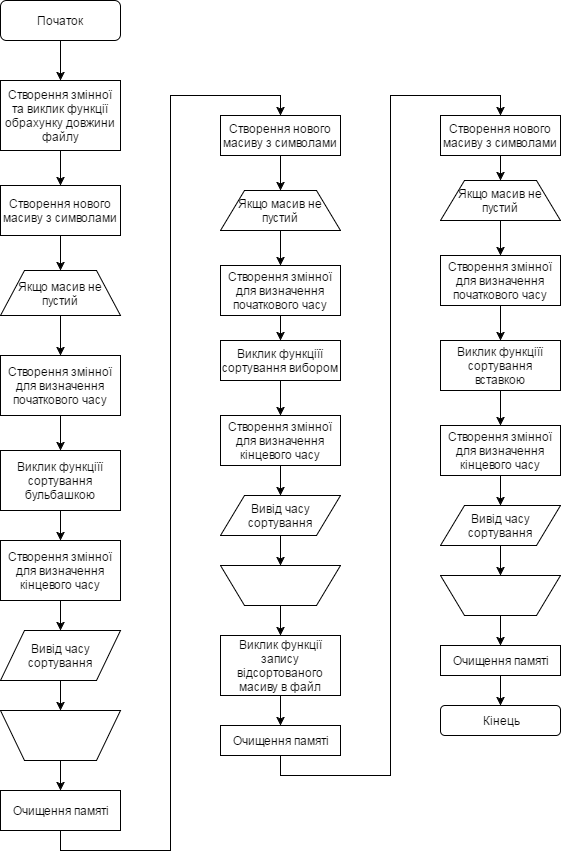 Початок
Створення змінної
та виклик функції
обрахунку довжини
файлу
Створення нового
масиву з символами
Якщо масив не
пустий
Створення змінної
для визначення
початкового часу
Виклик функціїї
сортування
бульбашкою
Створення змінної
для визначення
кінцевого часу
Вивід часу
сортування
Очищення памяті
Створення нового
масиву з символами
Якщо масив не
пустий
Створення змінної
для визначення
початкового часу
Виклик функціїї
сортування вибором
Створення змінної
для визначення
кінцевого часу
Вивід часу
сортування
Виклик функції
запису
відсортованого
масиву в файл
Очищення памяті
Створення нового
масиву з символами
Якщо масив не
пустий
Створення змінної
для визначення
початкового часу
Виклик функціїї
сортування
вставкою
Створення змінної
для визначення
кінцевого часу
Вивід часу
сортування
Очищення памяті
Кінець